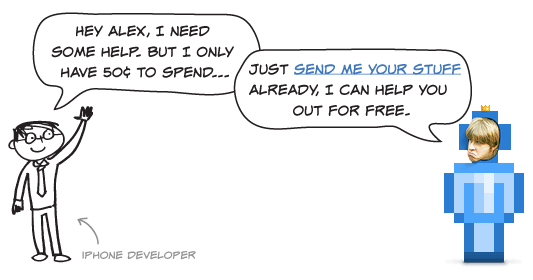 HEY ALEX, I NEED
SOME HELP. BUT I ONLY
HAVE 50¢ TO SPEND...
JUST SEND ME YOUR STUFF
ALREADY, I CAN HELP YOU
OUT FOR FREE.
IPHONE DEVELOPER